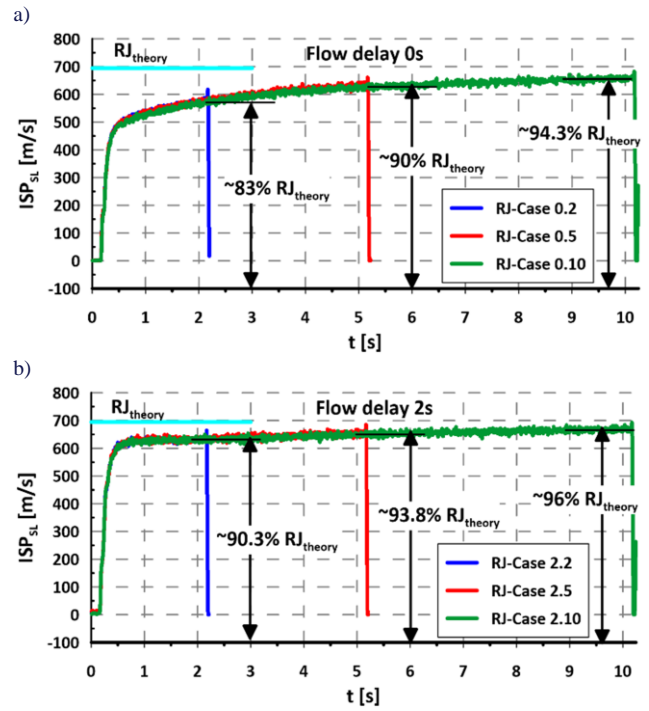 a)
800
RJtheory
Flow delay 0s
700
600
500
400
300
200
100
0
-100
ISPSL [m/s]
~83% RJtheory
~90% RJtheory
~94.3% RJtheory
RJ-Case 0.2
RJ-Case 0.5
RJ-Case 0.10
0 1 2 3 4 5 6 7 8 9 10
t [s]
b)
800
RJtheory
Flow delay 2s
700
600
500
400
300
200
100
0
-100
ISPSL [m/s]
~90.3% RJtheory
~93.8% RJtheory
~96% RJtheory
RJ-Case 2.2
RJ-Case 2.5
RJ-Case 2.10
0 1 2 3 4 5 6 7 8 9 10
t [s]